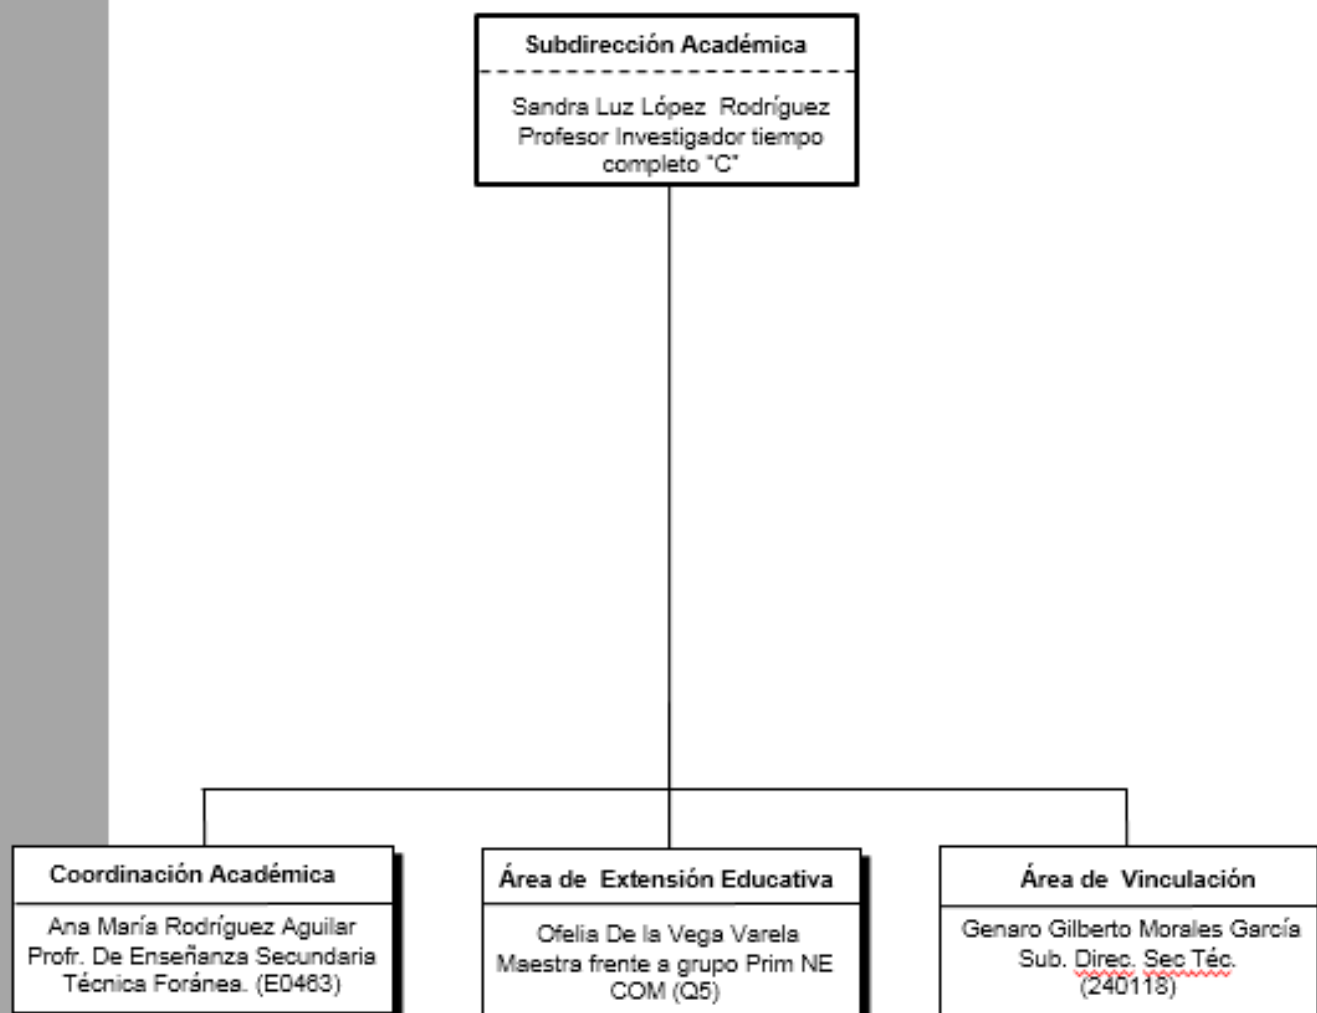 Subdirección Académica
Sandra Luz López Rodríguez
Profesor Investigador tiempo
completo "C"
Coordinación Académica
Ana María Rodríguez Aguilar
Profr. De Enseñanza Secundaria
Técnica Foránea. (E0463)
Área de Extensión Educativa
Ofelia De la Vega Varela
Maestra frente a grupo Prim NE
COM (Q5)
Área de Vinculación
Genaro Gilberto Morales García
Sub. Direc. Sec Téc.
(240118)